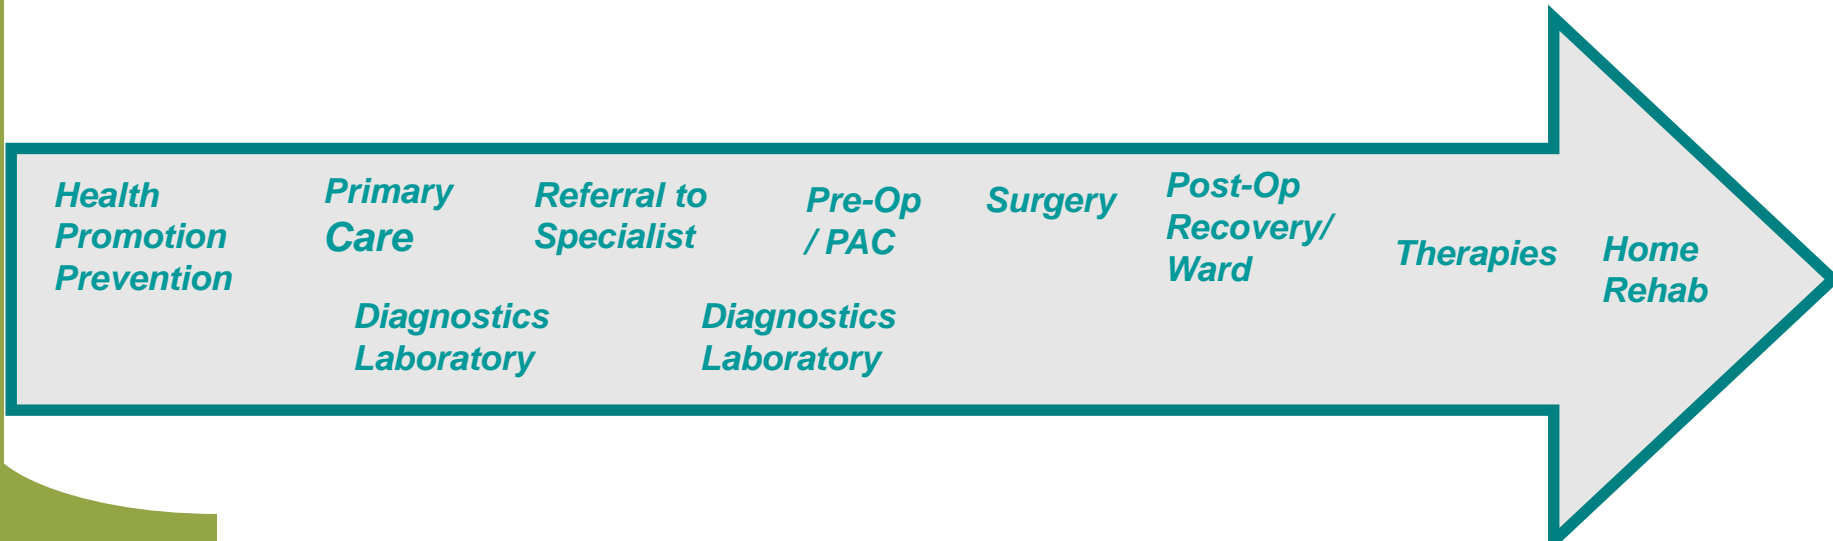 Health
Promotion
Prevention
Primary
Care
Diagnostics
Laboratory
Referral to
Specialist
Diagnostics
Laboratory
Pre-Op
/ PAC
Surgery
Post-Op
Recovery/
Ward
Therapies
Home
Rehab